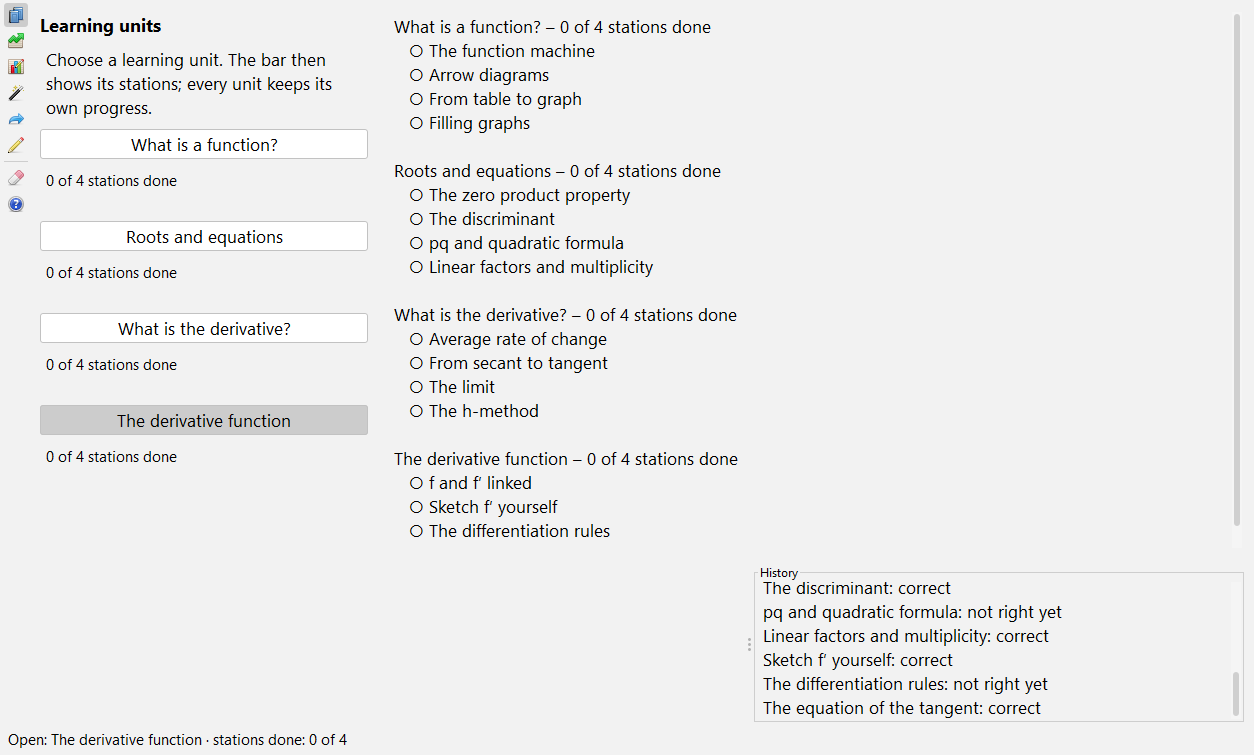 Learning units
Choose a learning unit. The bar then
shows its stations; every unit keeps its
own progress.
What is a function?
0 of 4 stations done
Roots and equations
0 of 4 stations done
What is the derivative?
0 of 4 stations done
The derivative function
0 of 4 stations done
What is a function? – 0 of 4 stations done
○ The function machine
○ Arrow diagrams
○ From table to graph
○ Filling graphs
Roots and equations – 0 of 4 stations done
○ The zero product property
○ The discriminant
○ pq and quadratic formula
○ Linear factors and multiplicity
What is the derivative? – 0 of 4 stations done
○ Average rate of change
○ From secant to tangent
○ The limit
○ The h-method
The derivative function – 0 of 4 stations done
○ f and f′ linked
○ Sketch f′ yourself
○ The differentiation rules
History
The discriminant: correct
pq and quadratic formula: not right yet
Linear factors and multiplicity: correct
Sketch f′ yourself: correct
The differentiation rules: not right yet
The equation of the tangent: correct
Open: The derivative function · stations done: 0 of 4